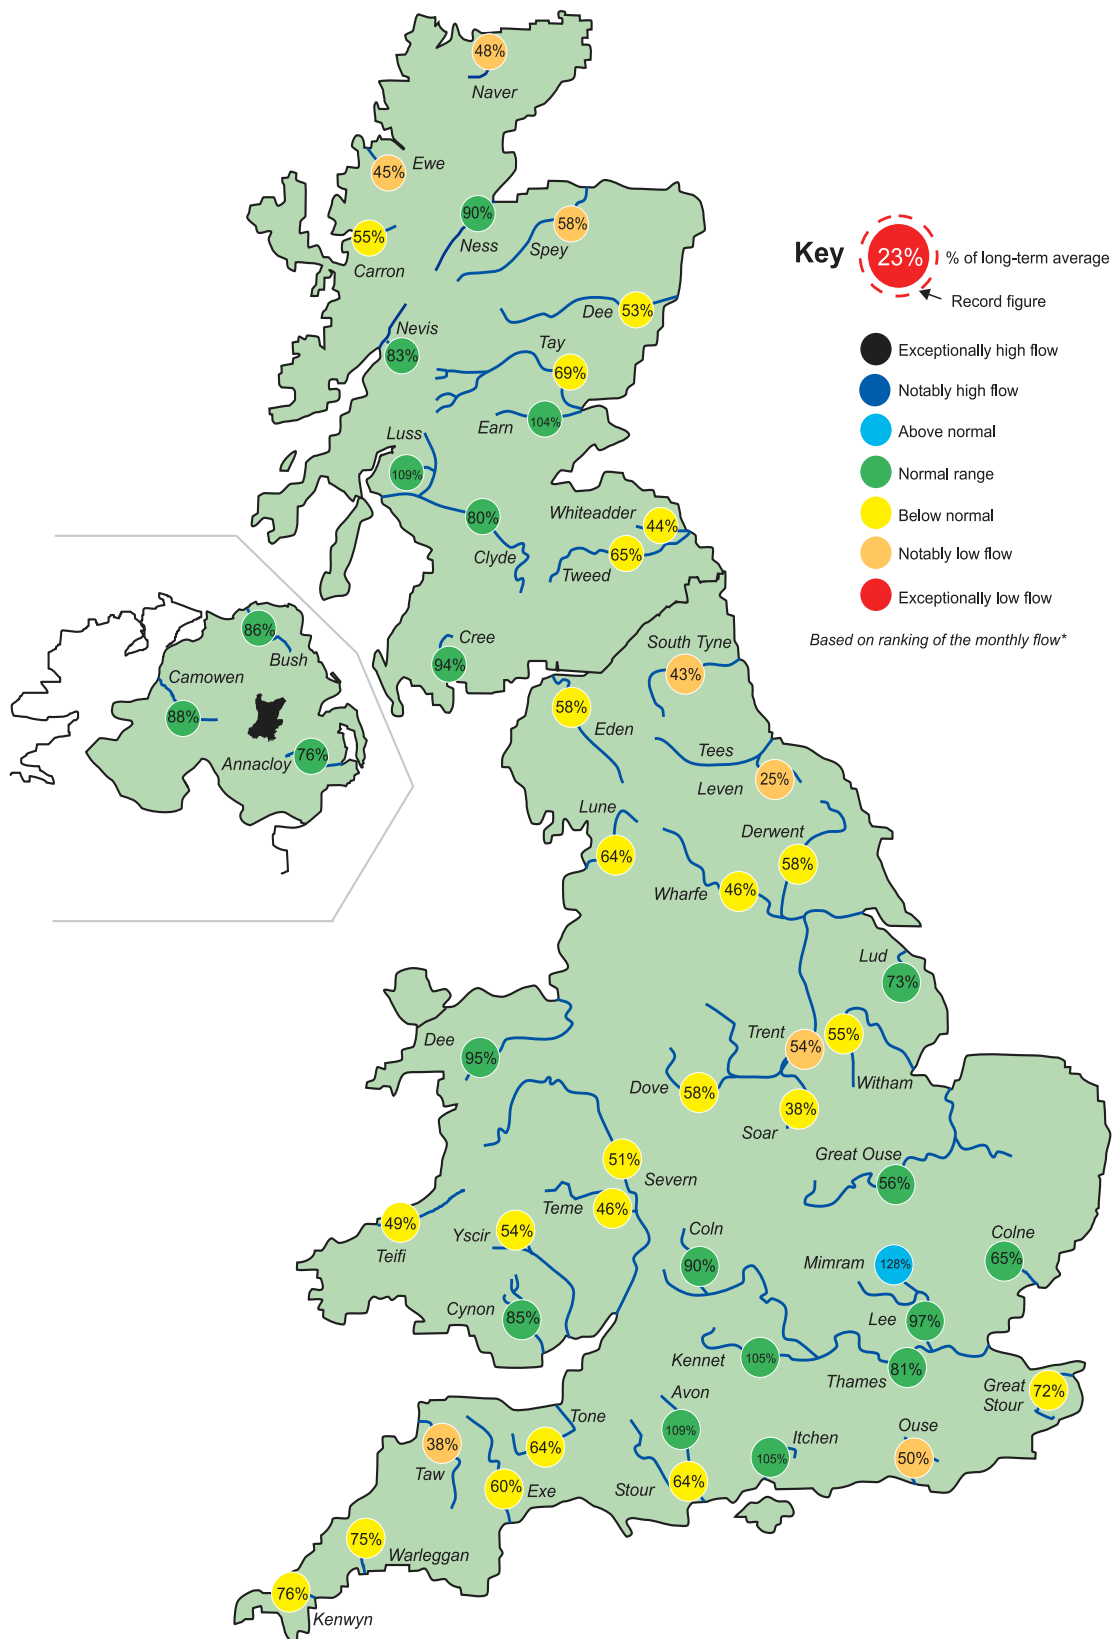 48%
Naver
Ewe
45%
90%
Ness
58%
Spey
55%
Carron
Key
23%
% of long-term average
Record figure
Dee
53%
Nevis
83%
Tay
69%
Exceptionally high flow
Notably high flow
Above normal
Normal range
Below normal
Notably low flow
Exceptionally low flow
Based on ranking of the monthly flow*
Earn
104%
Luss
109%
80%
Clyde
Whiteadder
44%
65%
Tweed
Cree
94%
86%
Bush
Camowen
88%
Annacloy
76%
South Tyne
43%
58%
Eden
Tees
Leven
25%
Lune
64%
Derwent
58%
Wharfe
46%
Lud
73%
Dee
95%
Trent
54%
55%
Witham
Dove
58%
38%
Soar
Great Ouse
56%
51%
Severn
Teme
46%
49%
Teifi
Yscir
54%
Coln
90%
Mimram
128%
Colne
65%
Cynon
85%
Lee
97%
Kennet
105%
Thames
81%
Great
Stour
72%
Avon
109%
Tone
64%
Itchen
105%
Ouse
50%
38%
Taw
60%
Exe
Stour
64%
75%
Warleggan
76%
Kenwyn